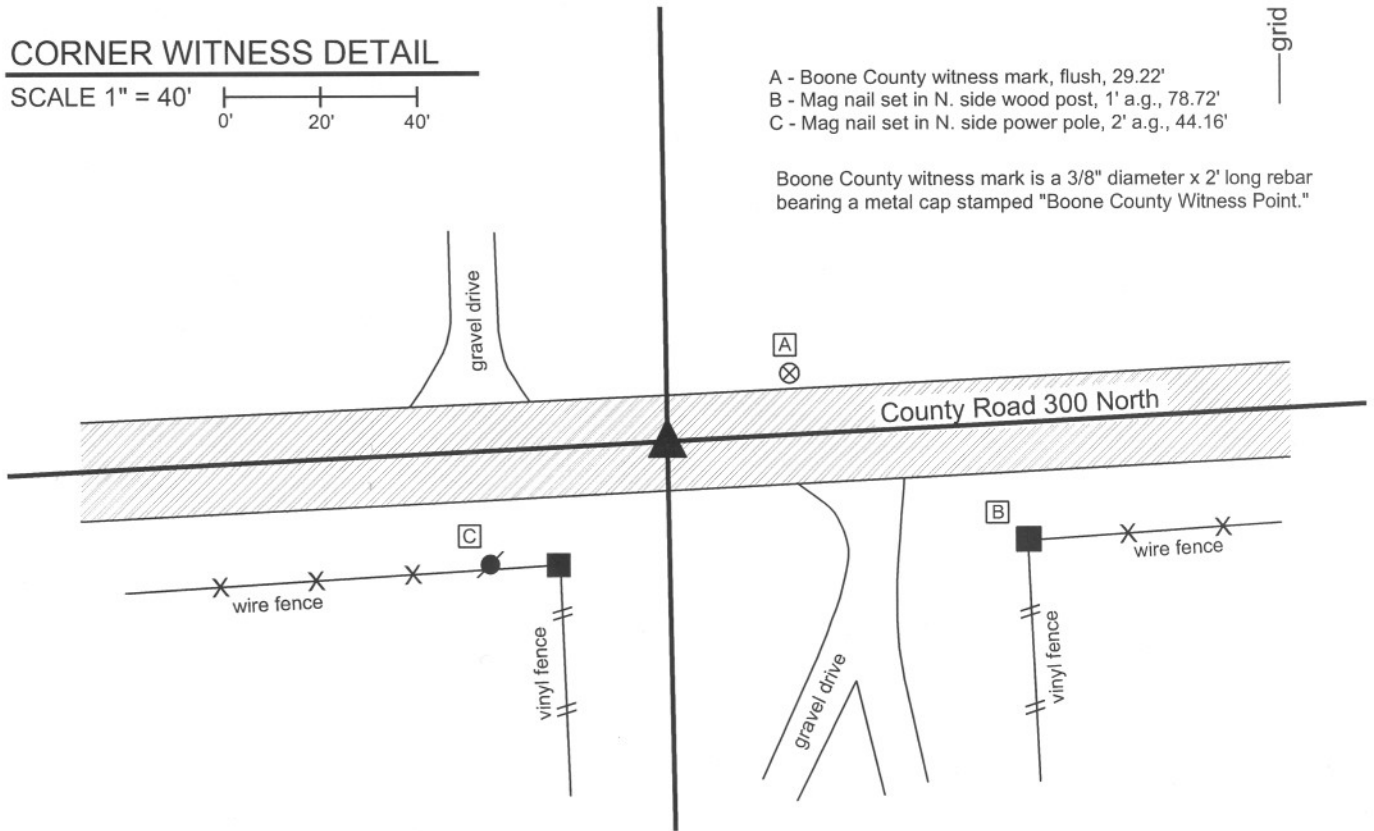 CORNER WITNESS DETAIL
SCALE 1" = 40'
0' 20' 40'
grid
A - Boone County witness mark, flush, 29.22'
B - Mag nail set in N. side wood post, 1' a.g., 78.72'
C - Mag nail set in N. side power pole, 2' a.g., 44.16'
Boone County witness mark is a 3/8" diameter x 2' long rebar
bearing a metal cap stamped "Boone County Witness Point."
gravel drive
A
County Road 300 North
C
B
wire fence
wire fence
vinyl fence
vinyl fence
gravel drive